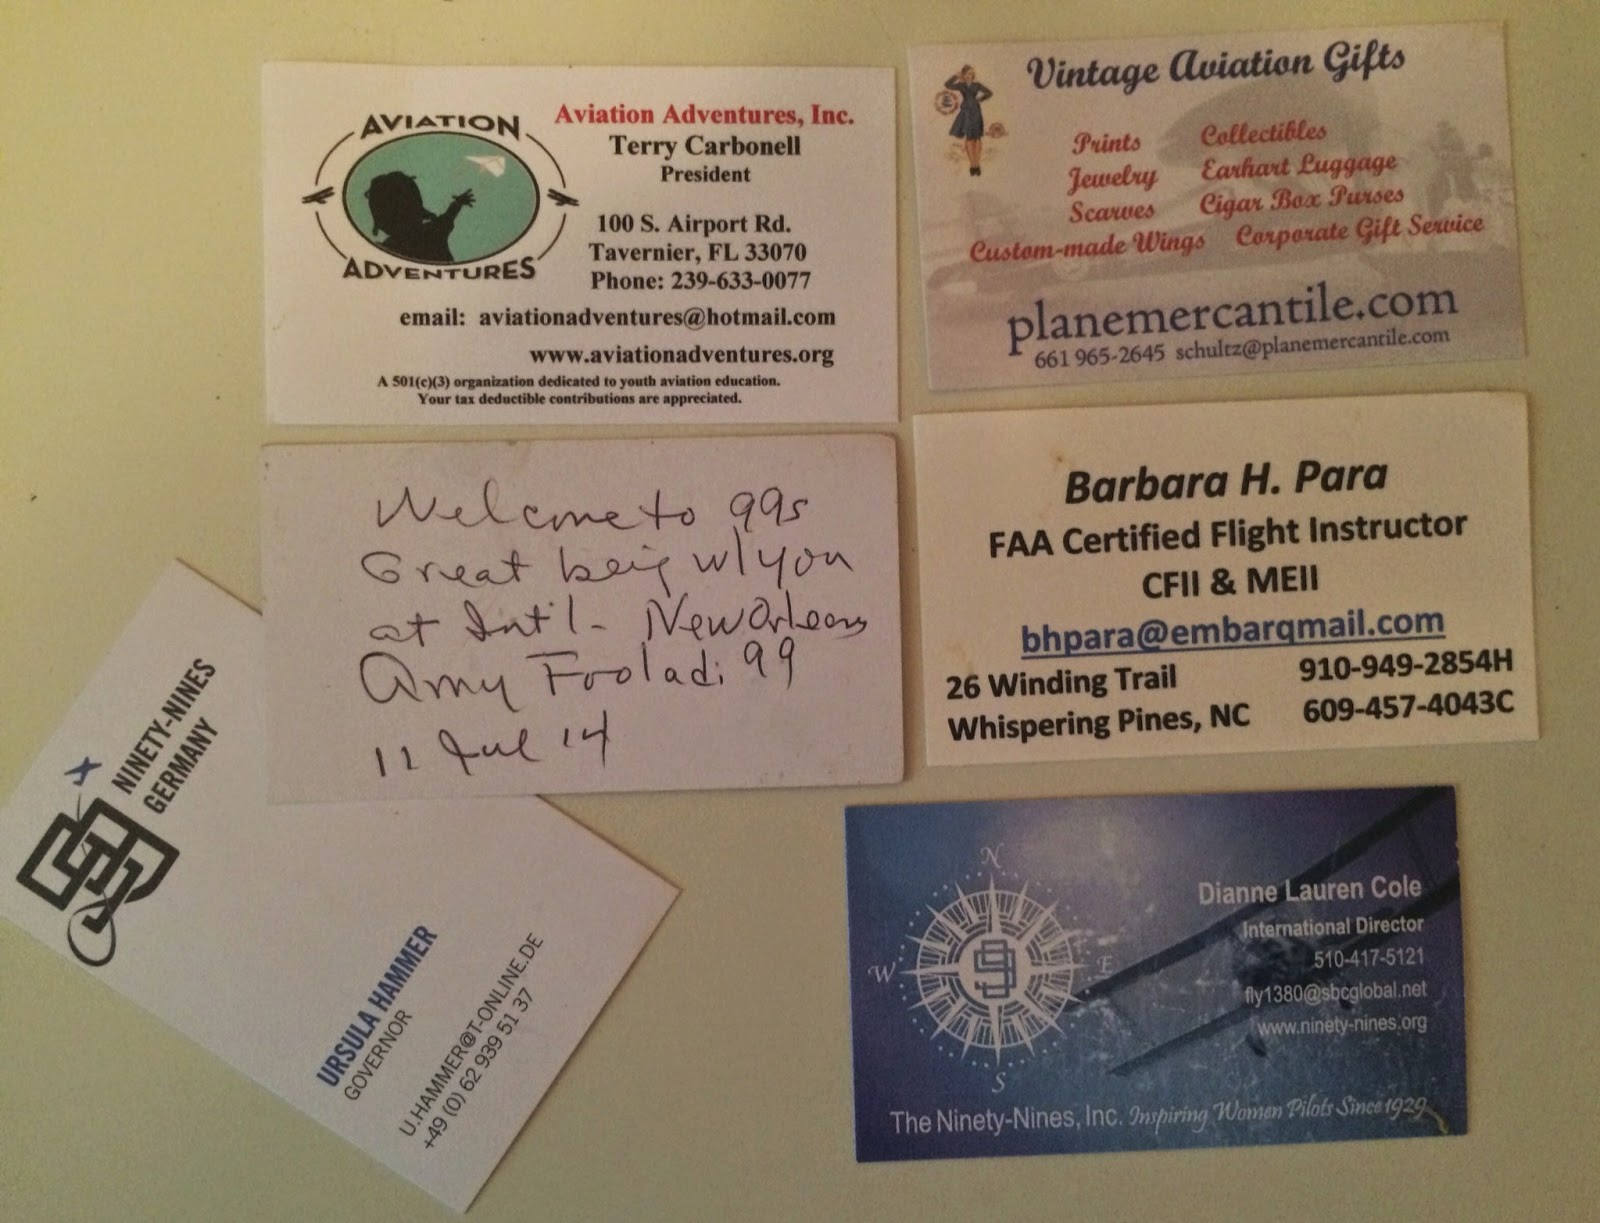 AVIATION
ADVENTURES
Aviation Adventures, Inc.
Terry Carbonell
President
100 S. Airport Rd.
Tavernier, FL 33070
Phone: 239-633-0077
email: aviationadventures@hotmail.com
www.aviationadventures.org
A 501(c)(3) organization dedicated to youth aviation education.
Your tax deductible contributions are appreciated.
Vintage Aviation Gifts
Prints Collectibles
Jewelry Earhart Luggage
Scarves Cigar Box Purses
Custom-made Wings Corporate Gift Service
planemercantile.com
661 965-2645 schultz@planemercantile.com
Welcome to 99s
Great being w/ you
at Int'l - New Orleans
Amy Fooladi 99
11 Jul 14
Barbara H. Para
FAA Certified Flight Instructor
CFII & MEII
bhpara@embarqmail.com
26 Winding Trail 910-949-2854H
Whispering Pines, NC 609-457-4043C
99
NINETY-NINES
GERMANY
URSULA HAMMER
GOVERNOR
U.HAMMER@T-ONLINE.DE
+49 (0) 62 939 51 37
N
W
E
S
99
Dianne Lauren Cole
International Director
510-417-5121
fly1380@sbcglobal.net
www.ninety-nines.org
The Ninety-Nines, Inc. Inspiring Women Pilots Since 1929